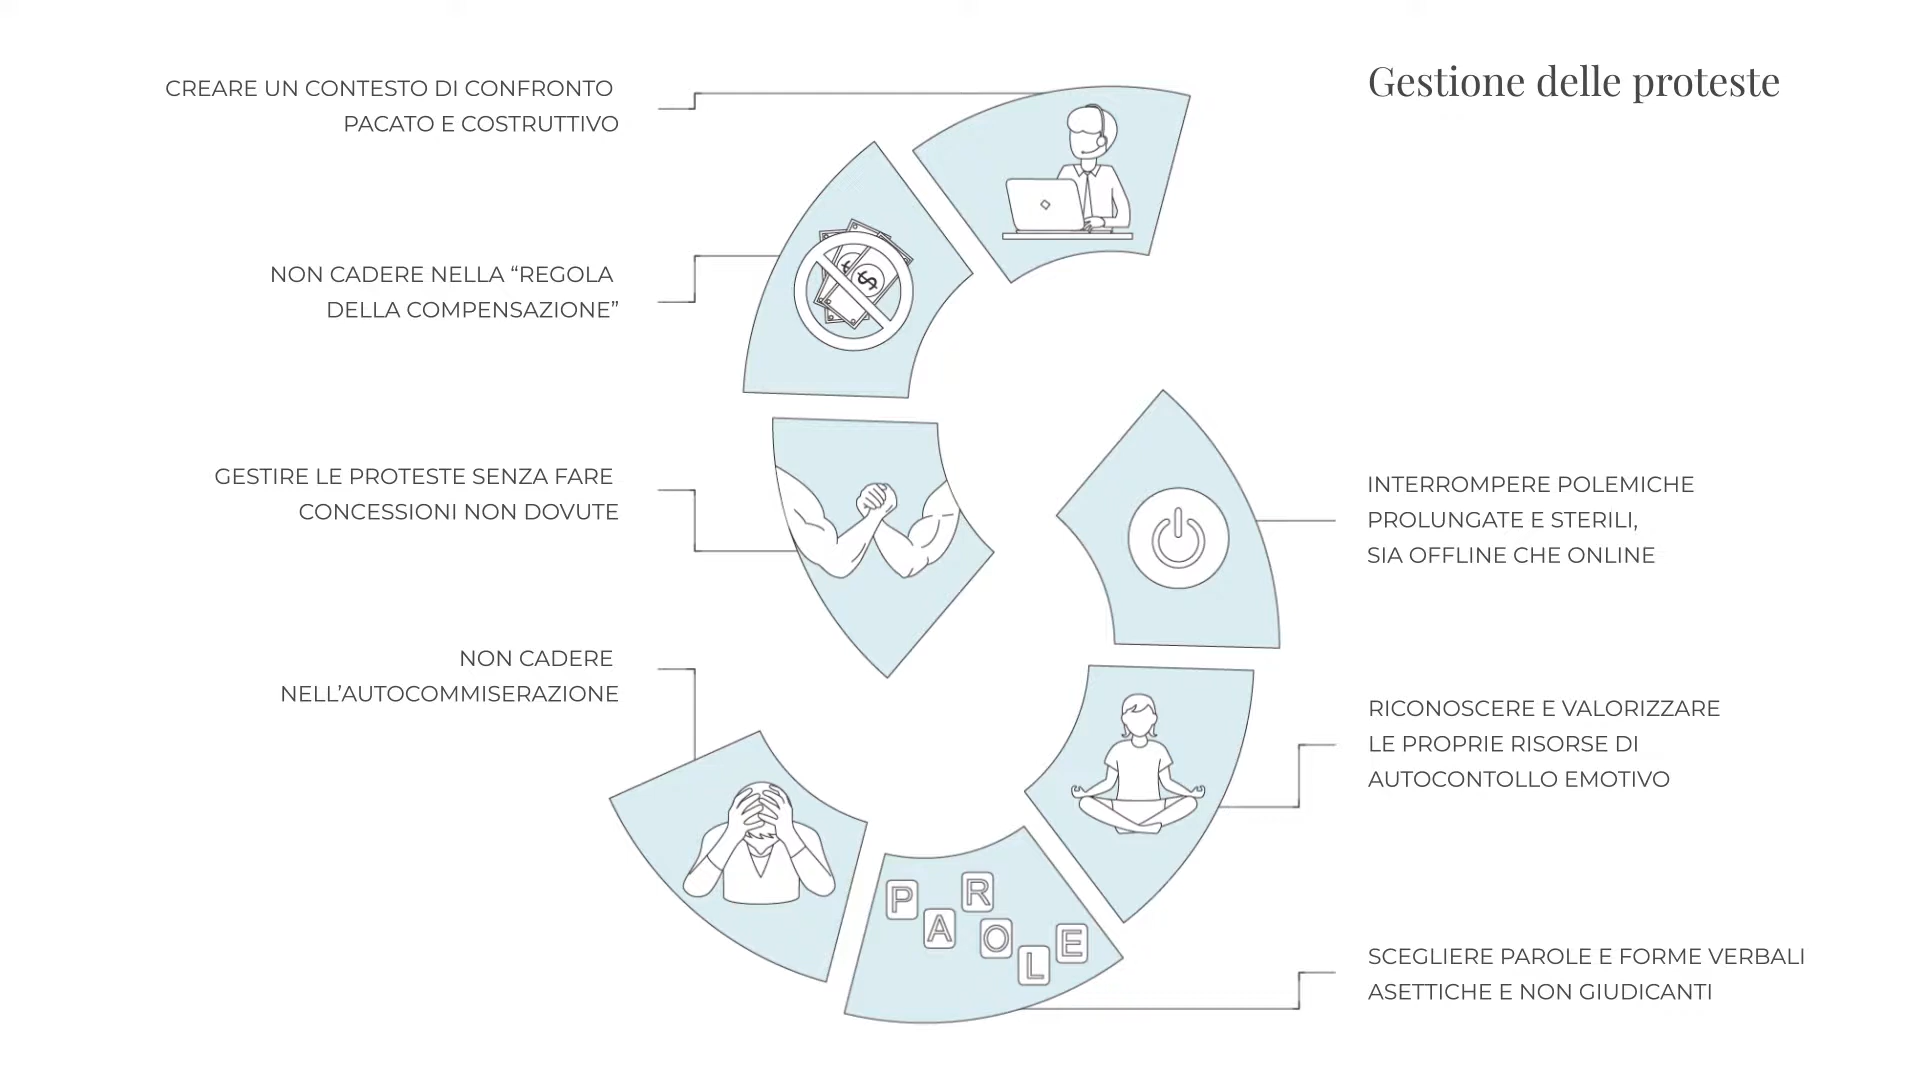 Gestione delle proteste
CREARE UN CONTESTO DI CONFRONTO
PACATO E COSTRUTTIVO
NON CADERE NELLA “REGOLA
DELLA COMPENSAZIONE”
GESTIRE LE PROTESTE SENZA FARE
CONCESSIONI NON DOVUTE
NON CADERE
NELL’AUTOCOMMISERAZIONE
INTERROMPERE POLEMICHE
PROLUNGATE E STERILI,
SIA OFFLINE CHE ONLINE
RICONOSCERE E VALORIZZARE
LE PROPRIE RISORSE DI
AUTOCONTOLLO EMOTIVO
SCEGLIERE PAROLE E FORME VERBALI
ASETTICHE E NON GIUDICANTI
PAROLE